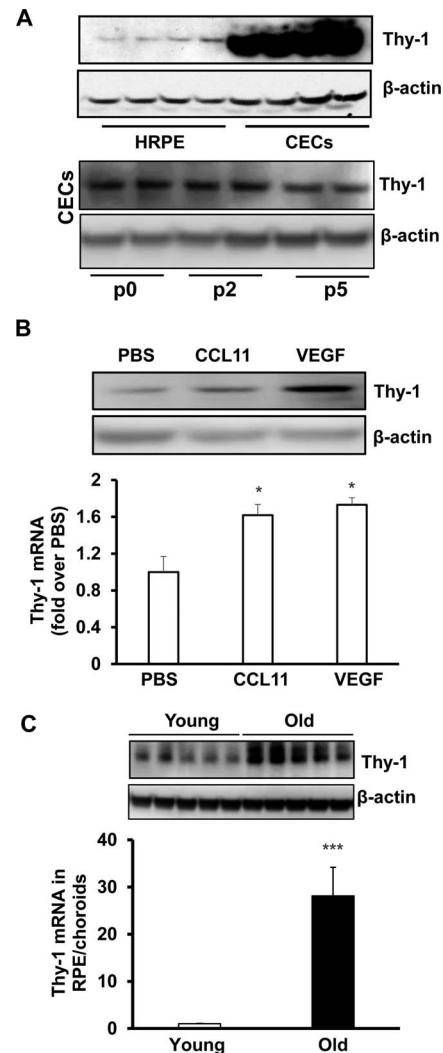 A
Thy-1
β-actin
HRPE CECs
CECs
Thy-1
β-actin
p0 p2 p5
B
PBS CCL11 VEGF
Thy-1
β-actin
Thy-1 mRNA
(fold over PBS)
2
1.6
1.2
0.8
0.4
0
* *
PBS CCL11 VEGF
C
Young Old
Thy-1
β-actin
Thy-1 mRNA in
RPE/choroids
40
30
20
10
0
***
Young Old